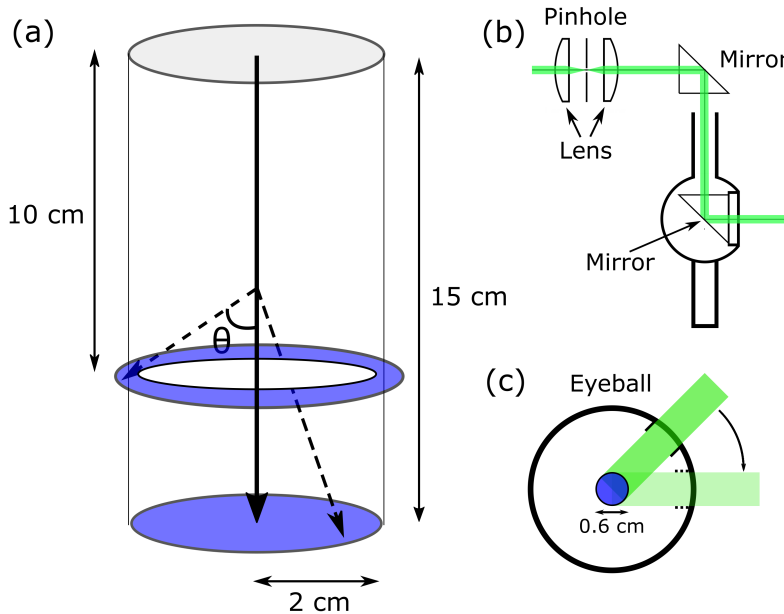 (a)
10 cm
15 cm
θ
2 cm
(b)
Pinhole
Mirror
Lens
Mirror
(c)
Eyeball
0.6 cm